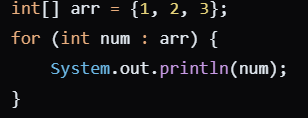 int[] arr = {1, 2, 3};
for (int num : arr) {
    System.out.println(num);
}